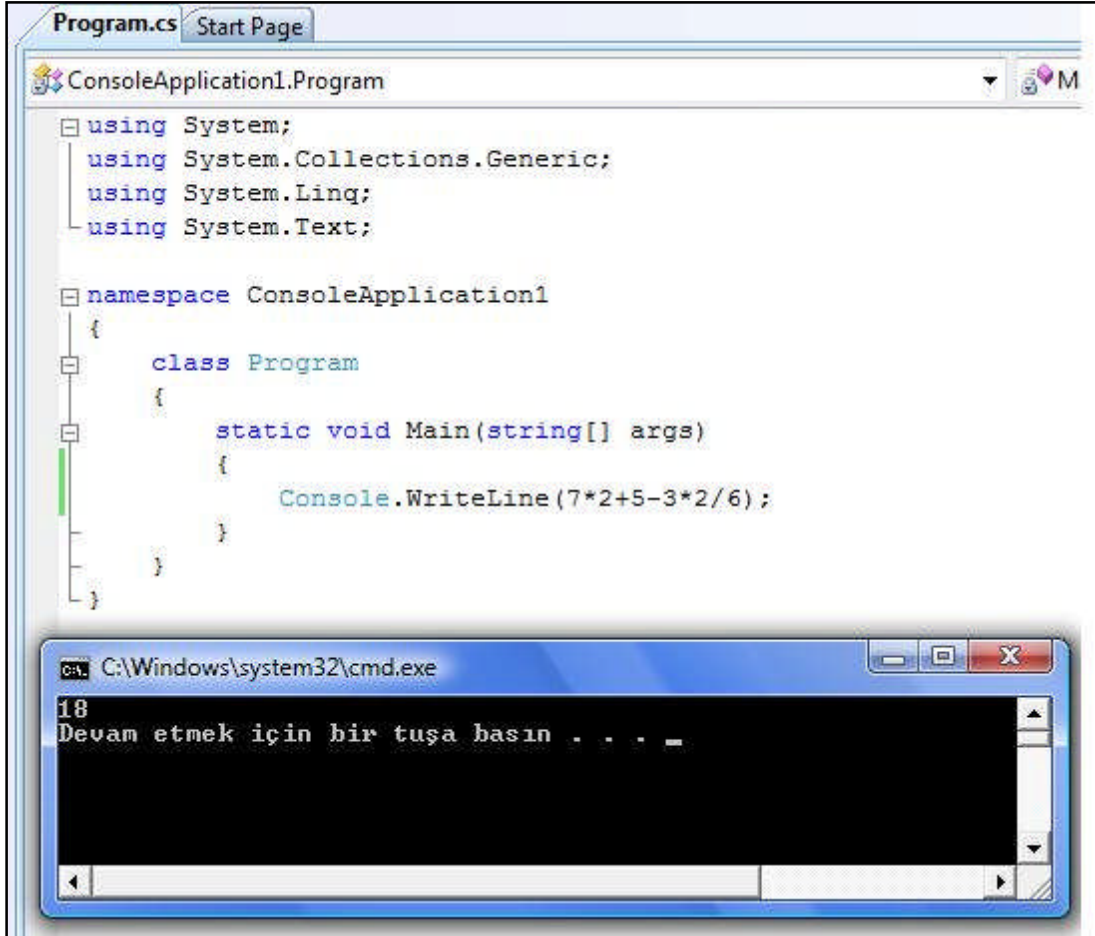 Program.cs Start Page
ConsoleApplication1.Program M
using System;
using System.Collections.Generic;
using System.Linq;
using System.Text;
namespace ConsoleApplication1
{
class Program
{
static void Main(string[] args)
{
Console.WriteLine(7*2+5-3*2/6);
}
}
}
C:\Windows\system32\cmd.exe
18
Devam etmek için bir tuşa basın . . . _